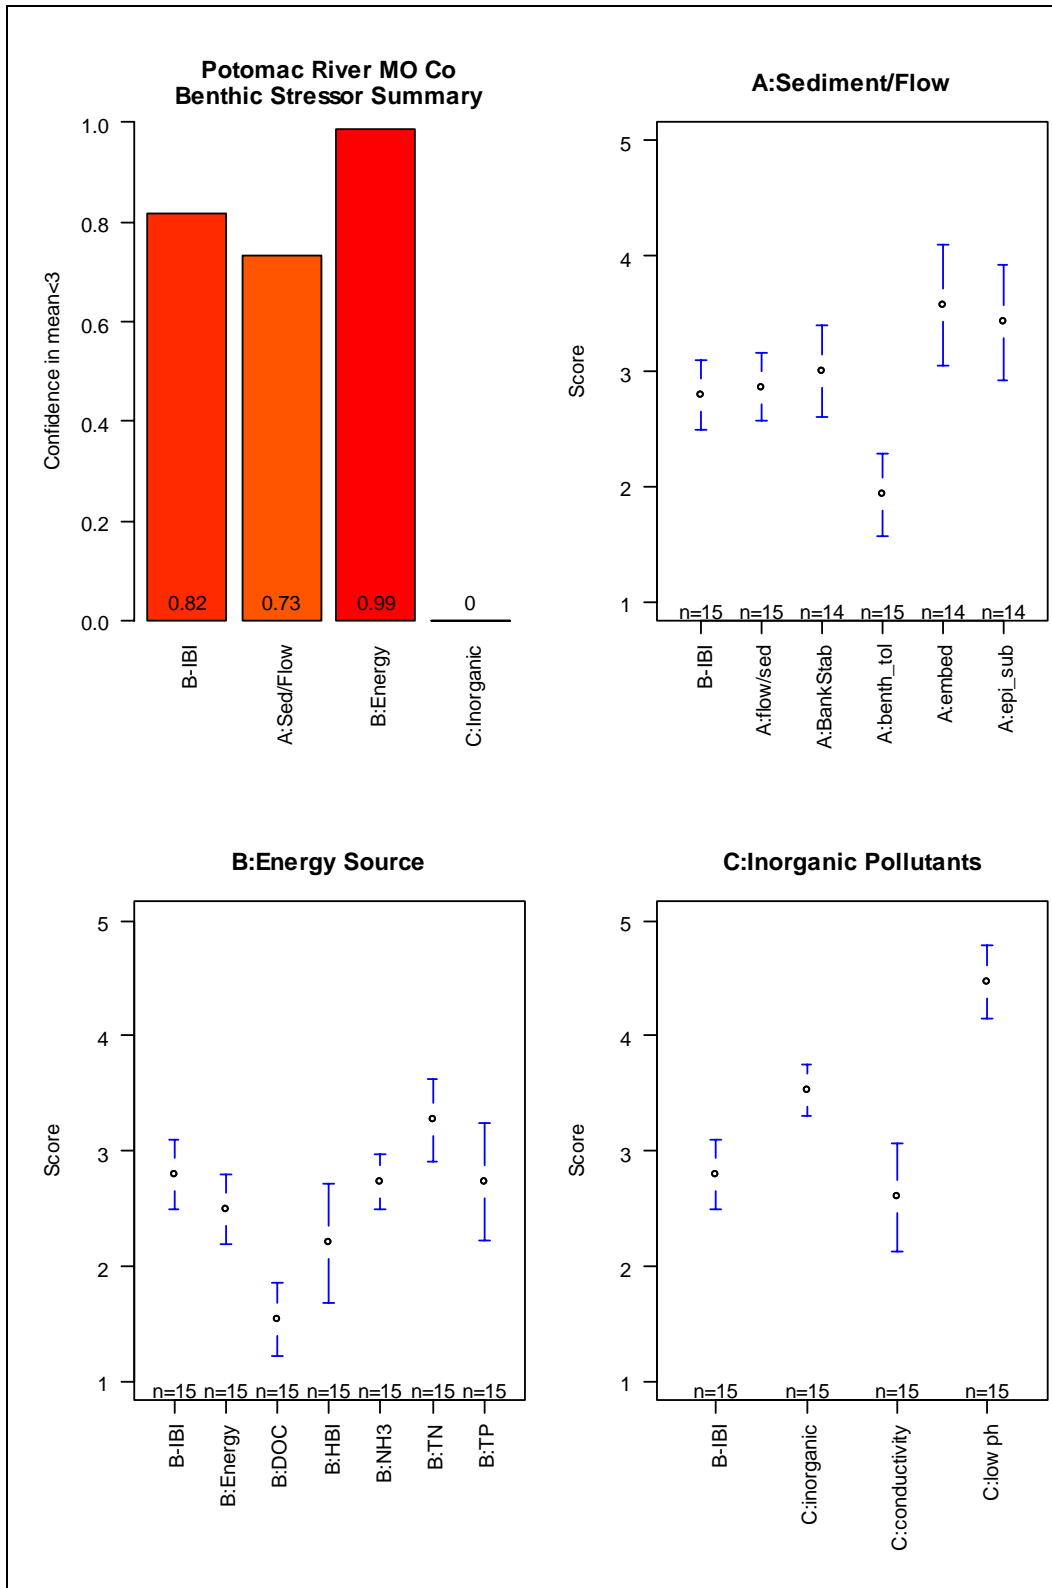 Potomac River MO Co
Benthic Stressor Summary
Confidence in mean<3
1.0
0.8
0.6
0.4
0.2
0.0
0.82
0.73
0.99
0
B-IBI
A:Sed/Flow
B:Energy
C:Inorganic
A:Sediment/Flow
Score
5
4
3
2
1
n=15
n=15
n=14
n=15
n=14
n=14
B-IBI
A:flow/sed
A:BankStab
A:benth_tol
A:embed
A:epi_sub
B:Energy Source
Score
5
4
3
2
1
n=15
n=15
n=15
n=15
n=15
n=15
n=15
B-IBI
B:Energy
B:DOC
B:HBI
B:NH3
B:TN
B:TP
C:Inorganic Pollutants
Score
5
4
3
2
1
n=15
n=15
n=15
n=15
B-IBI
C:inorganic
C:conductivity
C:low ph